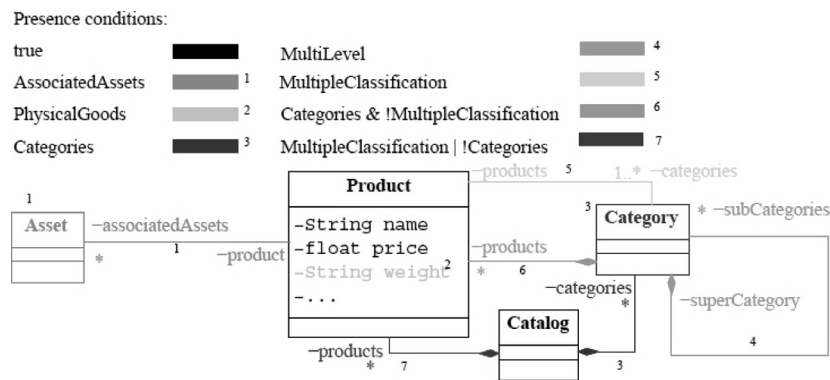 Presence conditions:
true
AssociatedAssets 1
PhysicalGoods 2
Categories 3
MultiLevel 4
MultipleClassification 5
Categories & !MultipleClassification 6
MultipleClassification | !Categories 7
1
Asset
−associatedAssets
*
1
−product
Product
-String name
-float price
-String weight
2
-...
−products
5
1..* −categories
3
Category
* −subCategories
−products
*
6
−categories
*
−superCategory
4
Catalog
−products
*
7
3